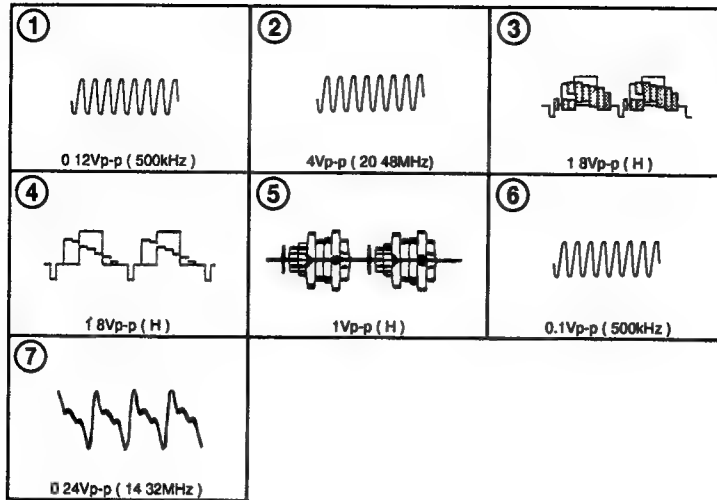 1
2
3
0 12Vp-p ( 500kHz )
4Vp-p ( 20 48MHz)
1 8Vp-p ( H )
4
5
6
1 8Vp-p ( H )
1Vp-p ( H )
0.1Vp-p ( 500kHz )
7
0 24Vp-p ( 14 32MHz )